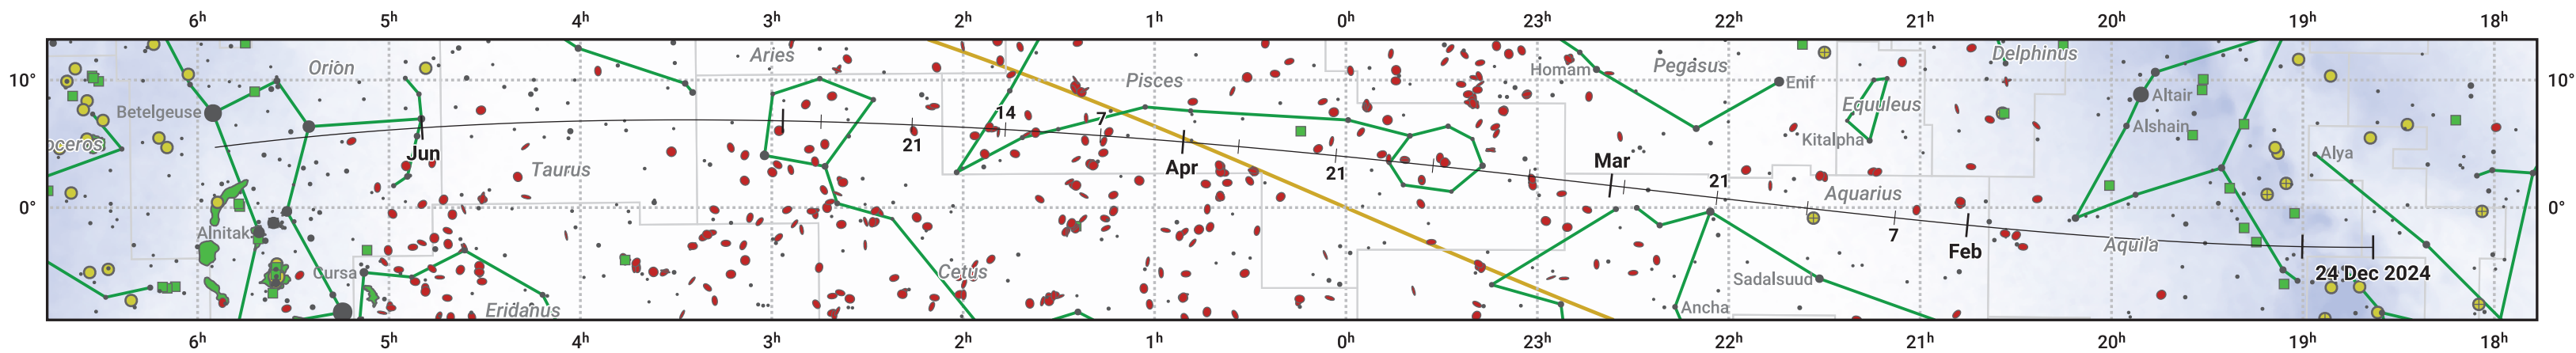 6h 5h 4h 3h 2h 1h 0h 23h 22h 21h 20h 19h 18h
Orion Aries Pisces Homam Pegasus Delphinus
10° Enif 10°
Betelgeuse 14 7 Equuleus Altair
Alshain
oceros Jun 21 Kitalpha Alya
Taurus Apr 21 Mar
21 Aquarius
0° 0°
Alnitak 7 Feb Aquila
Cursa Cetus Sadalsuud 24 Dec 2024
Eridanus Ancha
6h 5h 4h 3h 2h 1h 0h 23h 22h 21h 20h 19h 18h